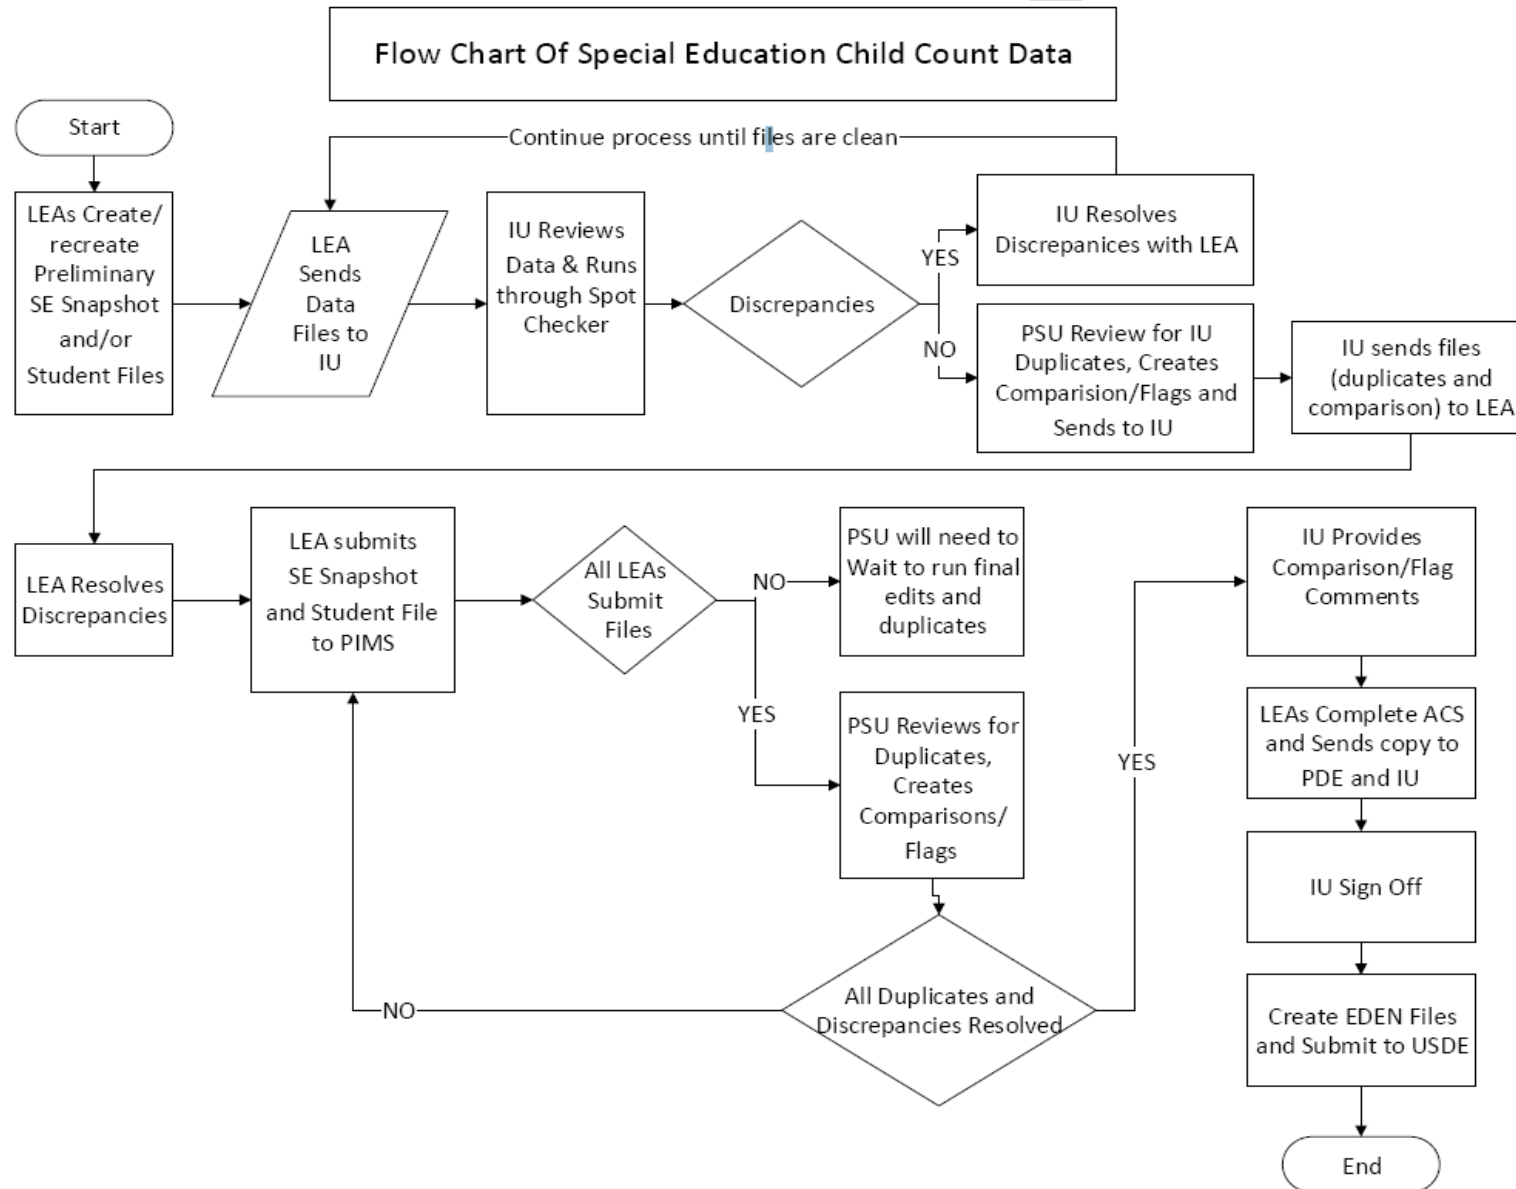 Flow Chart Of Special Education Child Count Data
Start
Continue process until files are clean
LEAs Create/
recreate
Preliminary
SE Snapshot
and/or
Student Files
LEA
Sends
Data
Files to
IU
IU Reviews
Data & Runs
through Spot
Checker
Discrepancies
YES
NO
IU Resolves
Discrepanices with LEA
PSU Review for IU
Duplicates, Creates
Comparision/Flags and
Sends to IU
IU sends files
(duplicates and
comparison) to LEA
LEA Resolves
Discrepancies
LEA submits
SE Snapshot
and Student File
to PIMS
All LEAs
Submit
Files
NO
PSU will need to
Wait to run final
edits and
duplicates
YES
PSU Reviews for
Duplicates,
Creates
Comparisons/
Flags
All Duplicates and
Discrepancies Resolved
NO
YES
IU Provides
Comparison/Flag
Comments
LEAs Complete ACS
and Sends copy to
PDE and IU
IU Sign Off
Create EDEN Files
and Submit to USDE
End